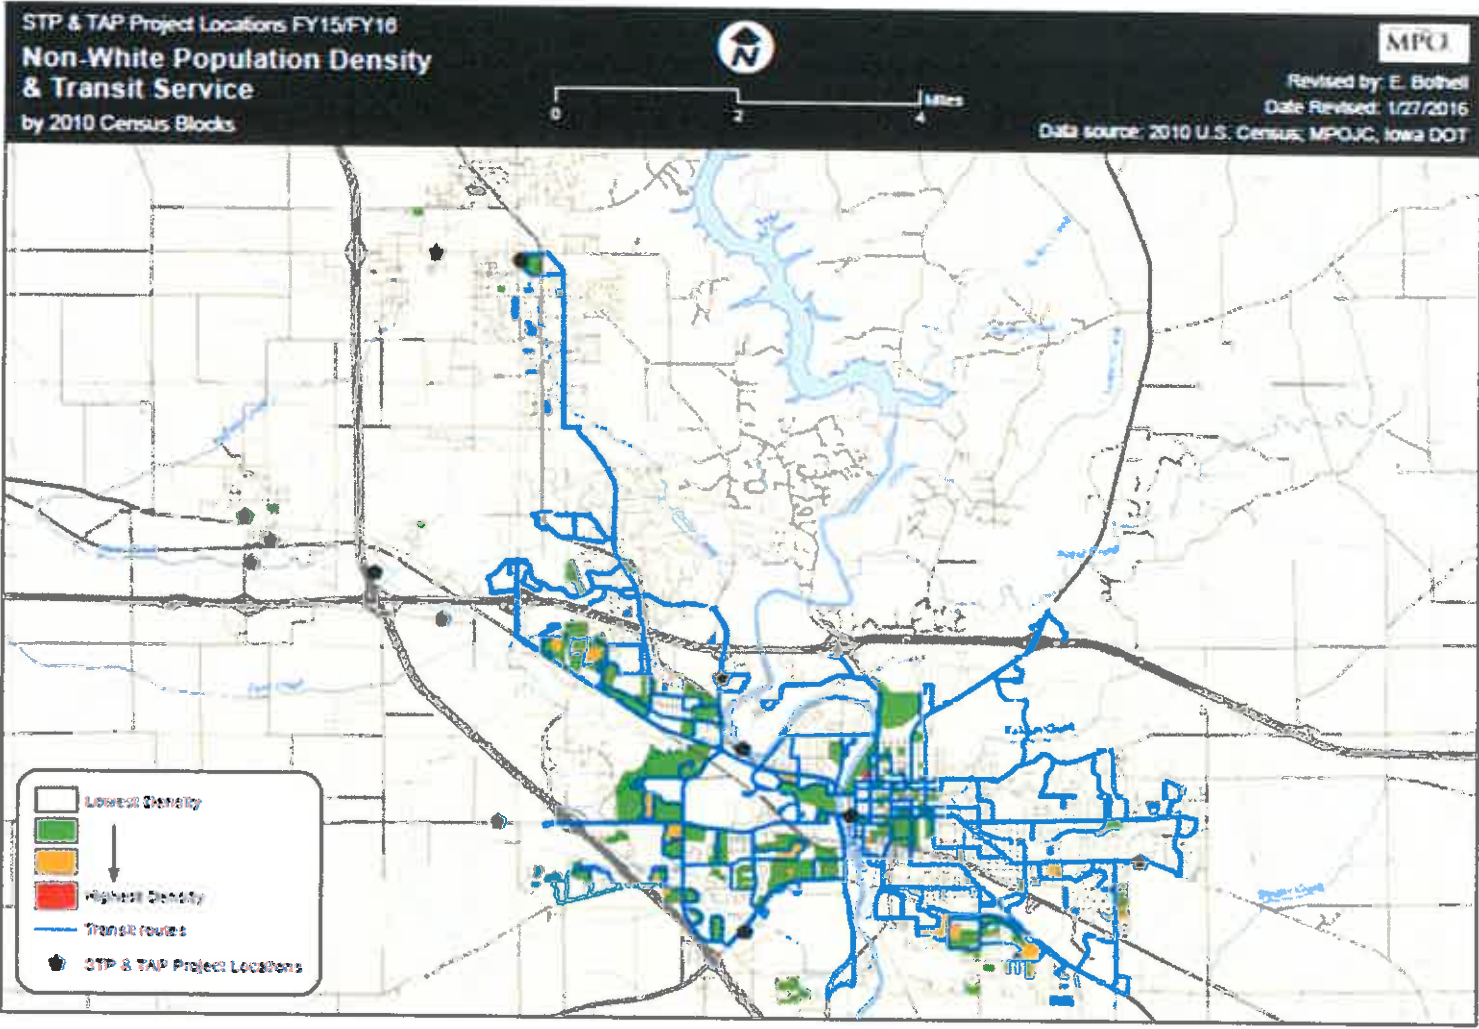 STP & TAP Project Locations FY15/FY16
Non-White Population Density
& Transit Service
by 2010 Census Blocks
N
0 2 4 Miles
MPOJC
Revised by: E. Bothell
Date Revised: 1/27/2016
Data source: 2010 U.S. Census, MPOJC, Iowa DOT
Lowest Density
Highest Density
Transit routes
STP & TAP Project Locations